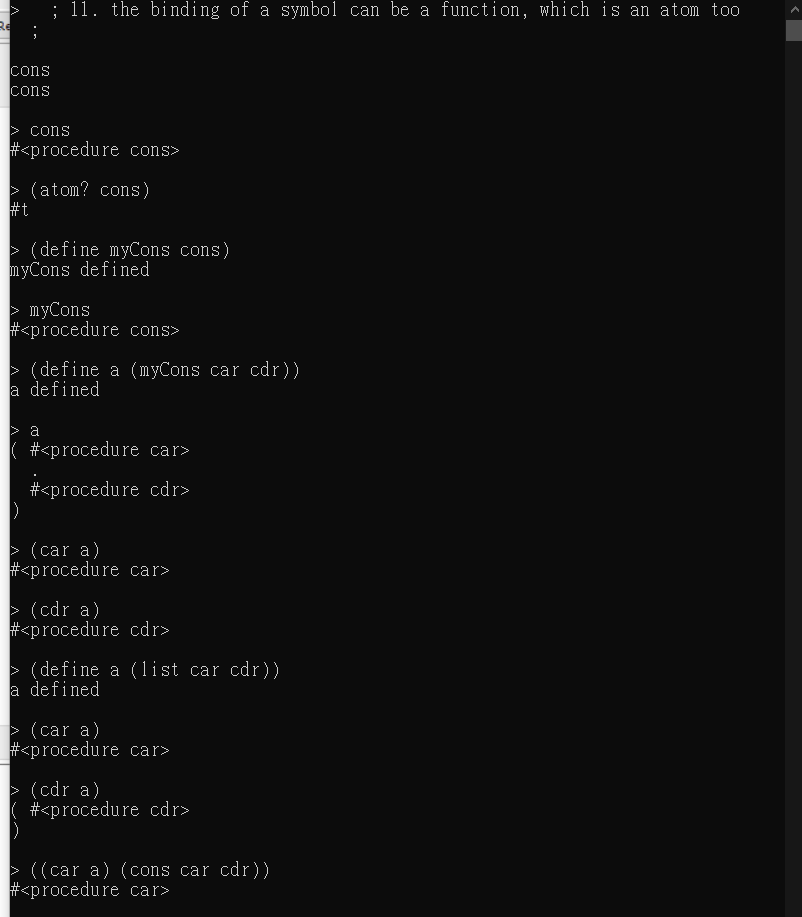 >   ; 11. the binding of a symbol can be a function, which is an atom too
  ;
cons
cons
> cons
#<procedure cons>
> (atom? cons)
#t
> (define myCons cons)
myCons defined
> myCons
#<procedure cons>
> (define a (myCons car cdr))
a defined
> a
( #<procedure car>
  .
  #<procedure cdr>
)
> (car a)
#<procedure car>
> (cdr a)
#<procedure cdr>
> (define a (list car cdr))
a defined
> (car a)
#<procedure car>
> (cdr a)
( #<procedure cdr>
)
> ((car a) (cons car cdr))
#<procedure car>